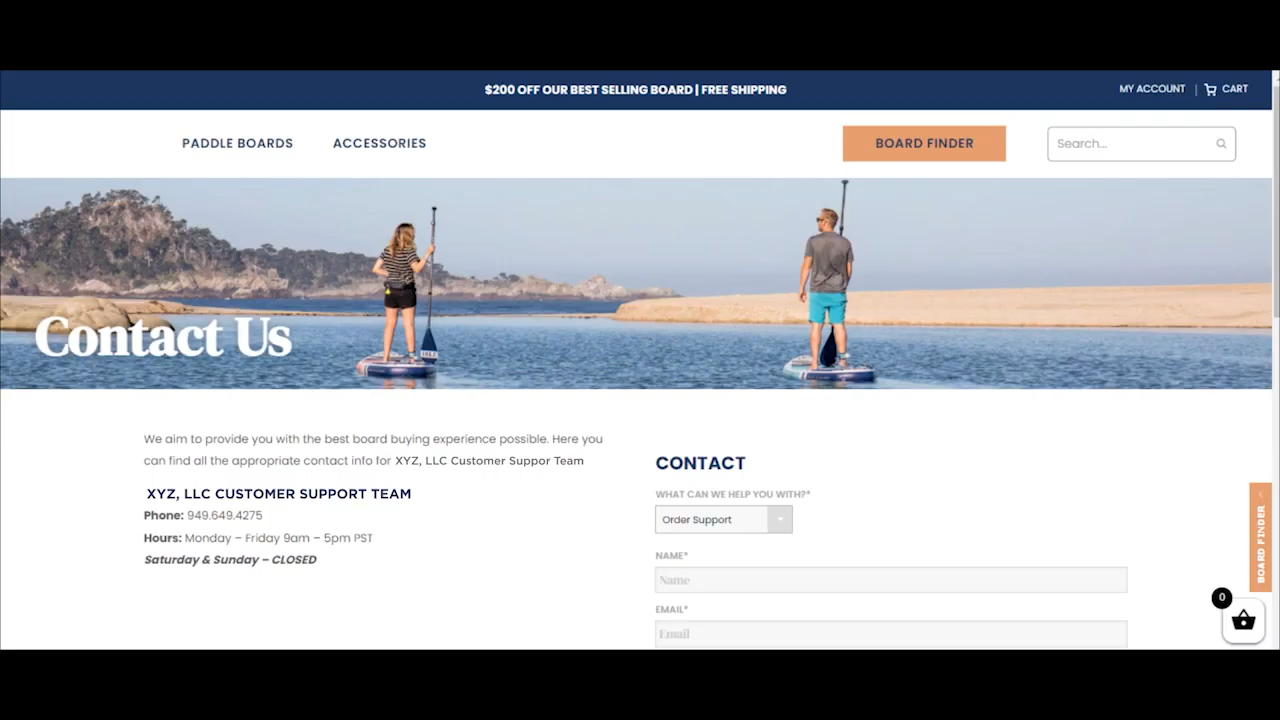 $200 OFF OUR BEST SELLING BOARD | FREE SHIPPING
MY ACCOUNT | CART
PADDLE BOARDS
ACCESSORIES
BOARD FINDER
Search...
Contact Us
We aim to provide you with the best board buying experience possible. Here you
can find all the appropriate contact info for XYZ, LLC Customer Suppor Team
XYZ, LLC CUSTOMER SUPPORT TEAM
Phone: 949.649.4275
Hours: Monday – Friday 9am – 5pm PST
Saturday & Sunday – CLOSED
CONTACT
WHAT CAN WE HELP YOU WITH?*
Order Support
NAME*
Name
EMAIL*
Email
BOARD FINDER
0